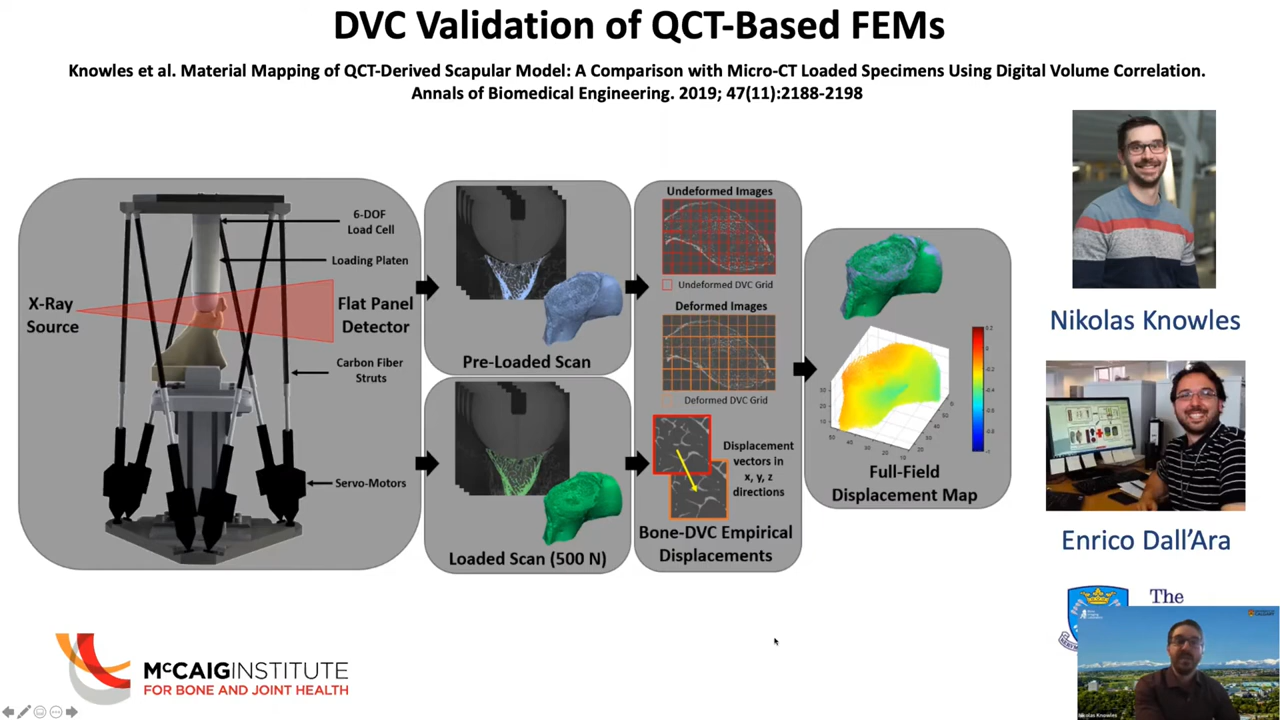 DVC Validation of QCT-Based FEMs
Knowles et al. Material Mapping of QCT-Derived Scapular Model: A Comparison with Micro-CT Loaded Specimens Using Digital Volume Correlation.
Annals of Biomedical Engineering. 2019; 47(11):2188-2198
6-DOF
Load Cell
Loading Platen
X-Ray
Source
Flat Panel
Detector
Carbon Fiber
Struts
Servo-Motors
Pre-Loaded Scan
Loaded Scan (500 N)
Undeformed Images
Undeformed DVC Grid
Deformed Images
Deformed DVC Grid
Displacement
vectors in
x, y, z
directions
Bone-DVC Empirical
Displacements
Full-Field
Displacement Map
Nikolas Knowles
Enrico Dall’Ara
The
McCAIG INSTITUTE
FOR BONE AND JOINT HEALTH
Nikolas Knowles